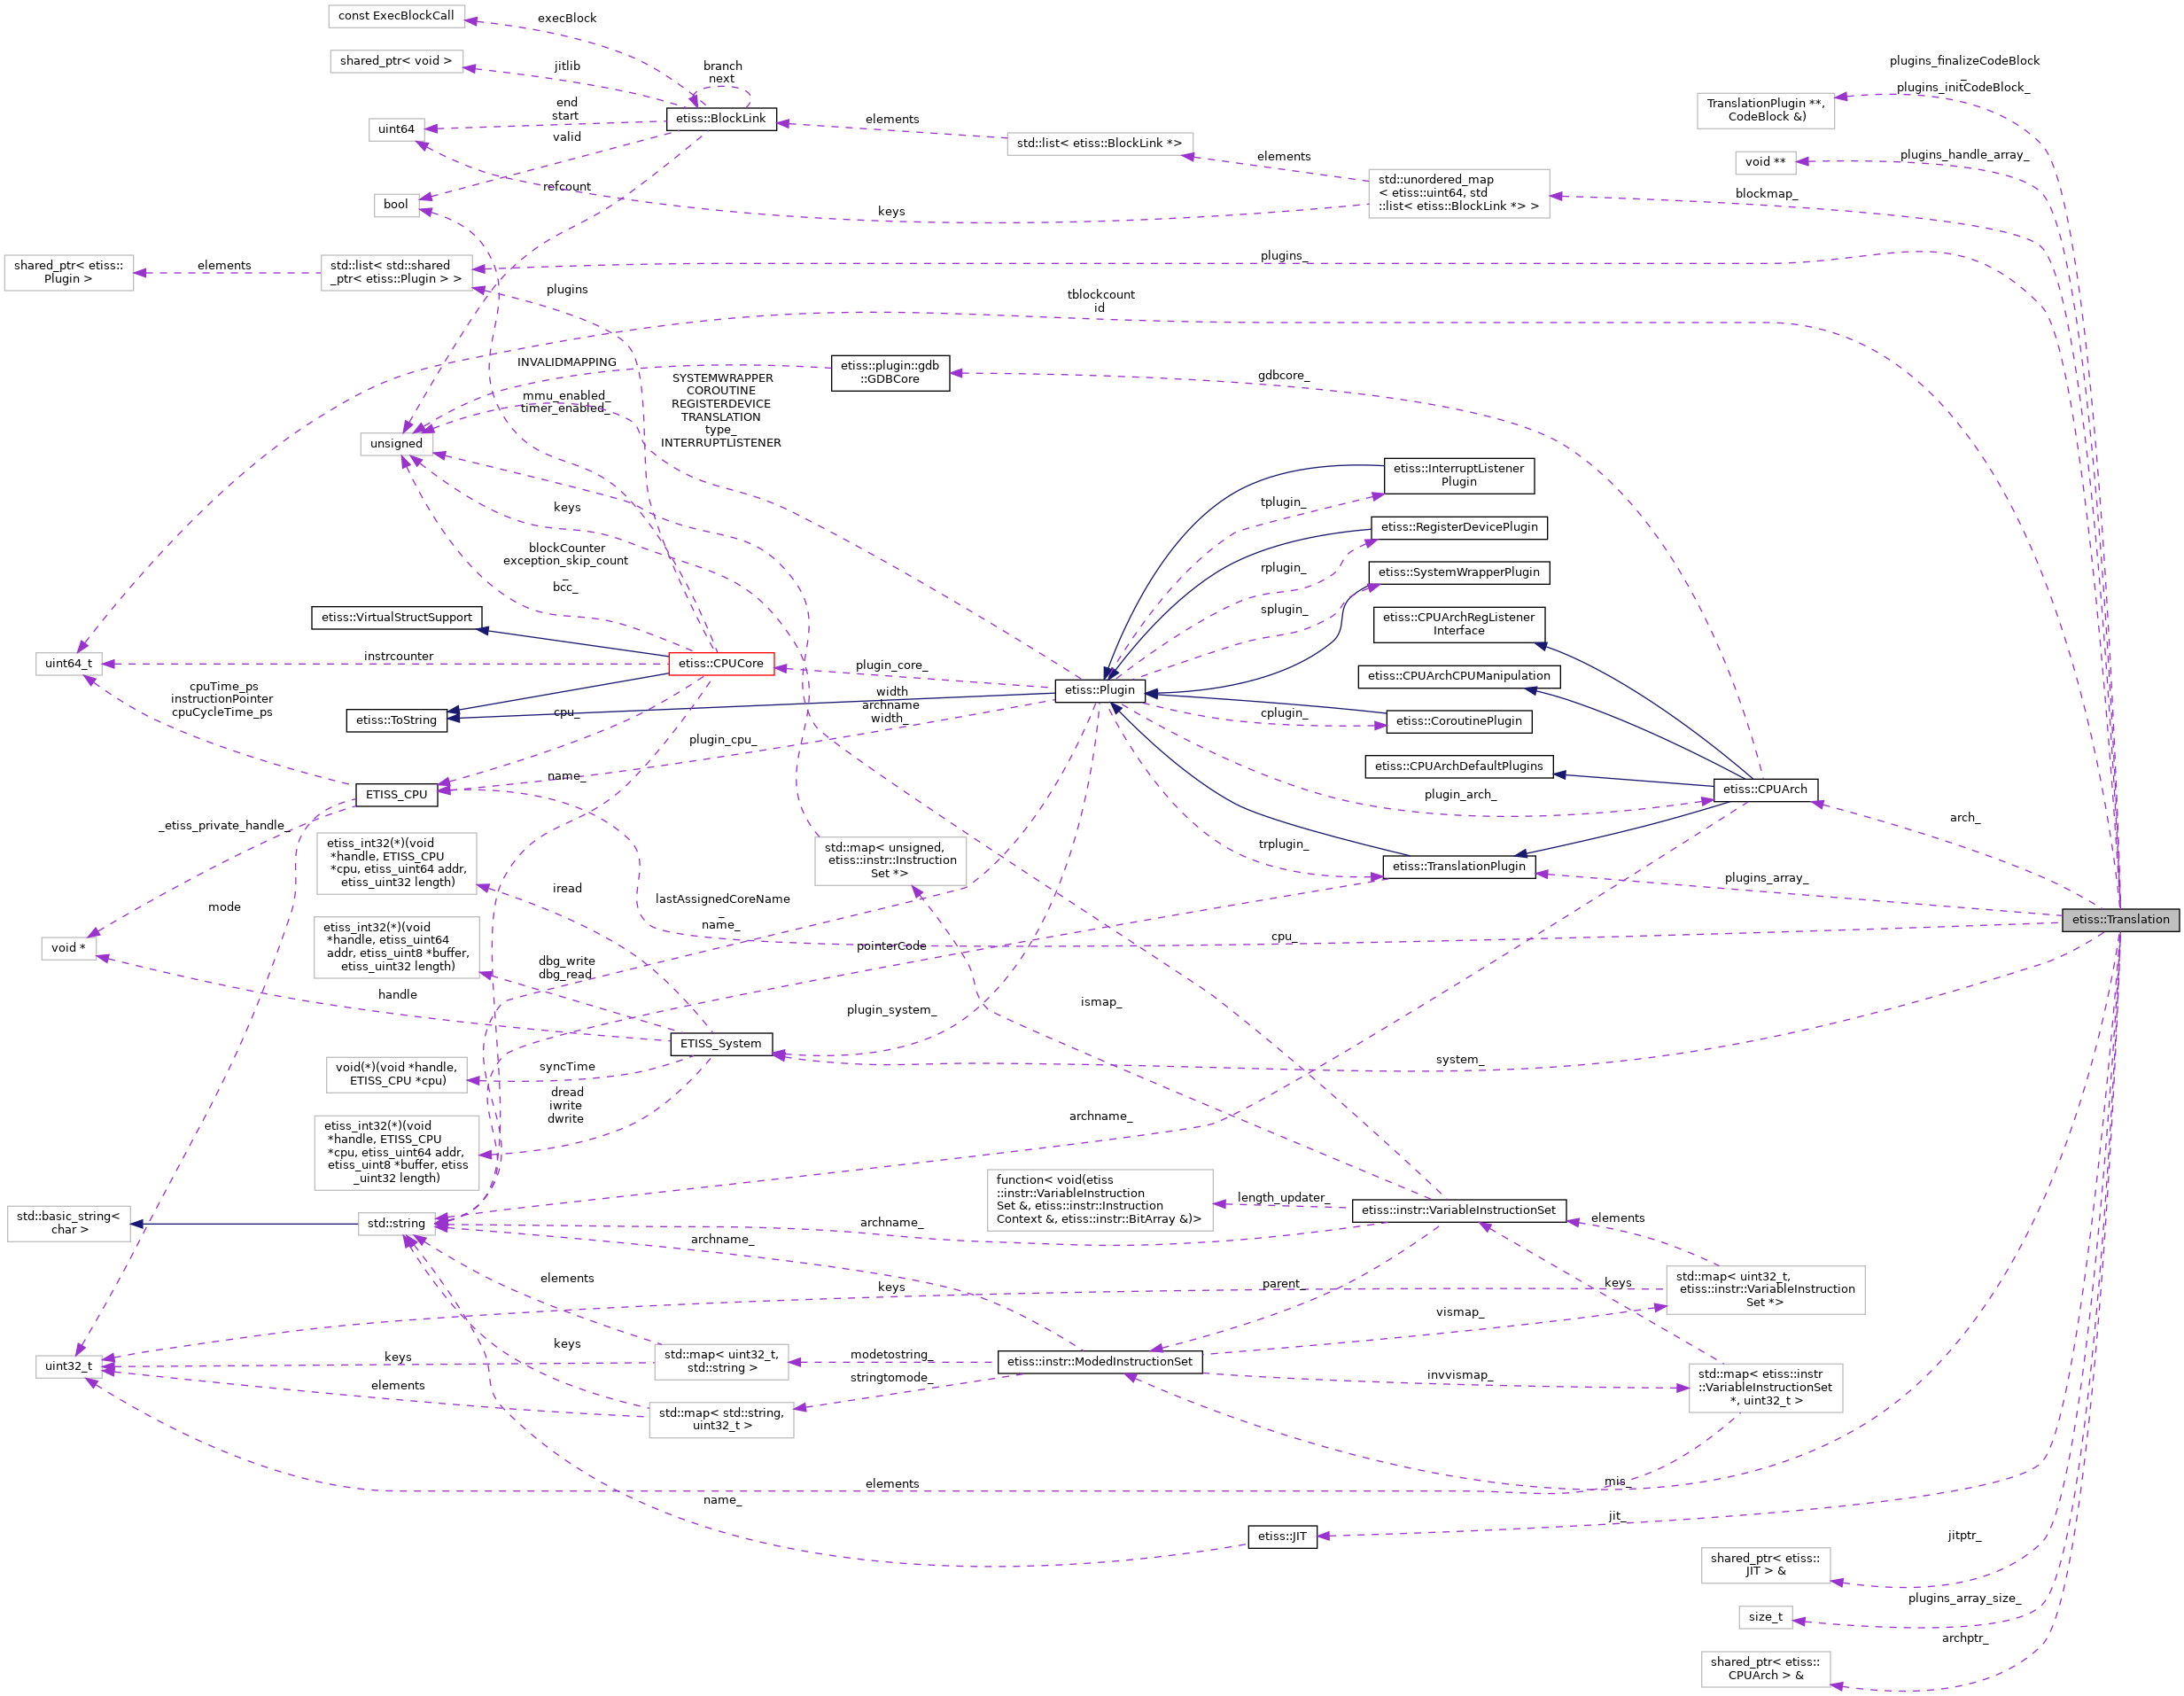 const ExecBlockCall
execBlock
shared_ptr< void >
jitlib
branch
next
plugins_finalizeCodeBlock
_
plugins_initCodeBlock_
TranslationPlugin **,
CodeBlock &)
uint64
end
start
valid
etiss::BlockLink
elements
std::list< etiss::BlockLink *>
elements
void **
plugins_handle_array_
std::unordered_map
< etiss::uint64, std
::list< etiss::BlockLink *> >
blockmap_
bool
refcount
keys
shared_ptr< etiss::
Plugin >
elements
std::list< std::shared
_ptr< etiss::Plugin > >
plugins
plugins_
tblockcount
id
INVALIDMAPPING
etiss::plugin::gdb
::GDBCore
gdbcore_
mmu_enabled_
timer_enabled_
SYSTEMWRAPPER
COROUTINE
REGISTERDEVICE
TRANSLATION
type_
INTERRUPTLISTENER
unsigned
etiss::InterruptListener
Plugin
tplugin_
keys
etiss::RegisterDevicePlugin
rplugin_
blockCounter
exception_skip_count
_
bcc_
etiss::SystemWrapperPlugin
splugin_
etiss::VirtualStructSupport
etiss::CPUArchRegListener
Interface
uint64_t
instrcounter
etiss::CPUCore
plugin_core_
etiss::CPUArchCPUManipulation
etiss::Plugin
cpuTime_ps
instructionPointer
cpuCycleTime_ps
etiss::ToString
cpu_
width
archname
width_
cplugin_
etiss::CoroutinePlugin
plugin_cpu_
etiss::CPUArchDefaultPlugins
name_
ETISS_CPU
plugin_arch_
etiss::CPUArch
arch_
_etiss_private_handle_
etiss_int32(*)(void
*handle, ETISS_CPU
*cpu, etiss_uint64 addr,
etiss_uint32 length)
iread
std::map< unsigned,
etiss::instr::Instruction
Set *>
trplugin_
etiss::TranslationPlugin
plugins_array_
mode
lastAssignedCoreName
_
name_
etiss::Translation
void *
etiss_int32(*)(void
*handle, etiss_uint64
addr, etiss_uint8 *buffer,
etiss_uint32 length)
pointerCode
cpu_
dbg_write
dbg_read
handle
plugin_system_
ismap_
ETISS_System
system_
void(*)(void *handle,
ETISS_CPU *cpu)
syncTime
dread
iwrite
dwrite
etiss_int32(*)(void
*handle, ETISS_CPU
*cpu, etiss_uint64 addr,
etiss_uint8 *buffer, etiss
_uint32 length)
archname_
function< void(etiss
::instr::VariableInstruction
Set &, etiss::instr::Instruction
Context &, etiss::instr::BitArray &)>
length_updater_
etiss::instr::VariableInstructionSet
elements
std::basic_string<
char >
std::string
archname_
archname_
elements
keys
parent_
keys
std::map< uint32_t,
etiss::instr::VariableInstruction
Set *>
vismap_
keys
uint32_t
keys
std::map< uint32_t,
std::string >
modetostring_
etiss::instr::ModedInstructionSet
invvismap_
std::map< etiss::instr
::VariableInstructionSet
*, uint32_t >
elements
std::map< std::string,
uint32_t >
stringtomode_
elements
mis_
name_
etiss::JIT
jit_
jitptr_
shared_ptr< etiss::
JIT > &
plugins_array_size_
size_t
archptr_
shared_ptr< etiss::
CPUArch > &